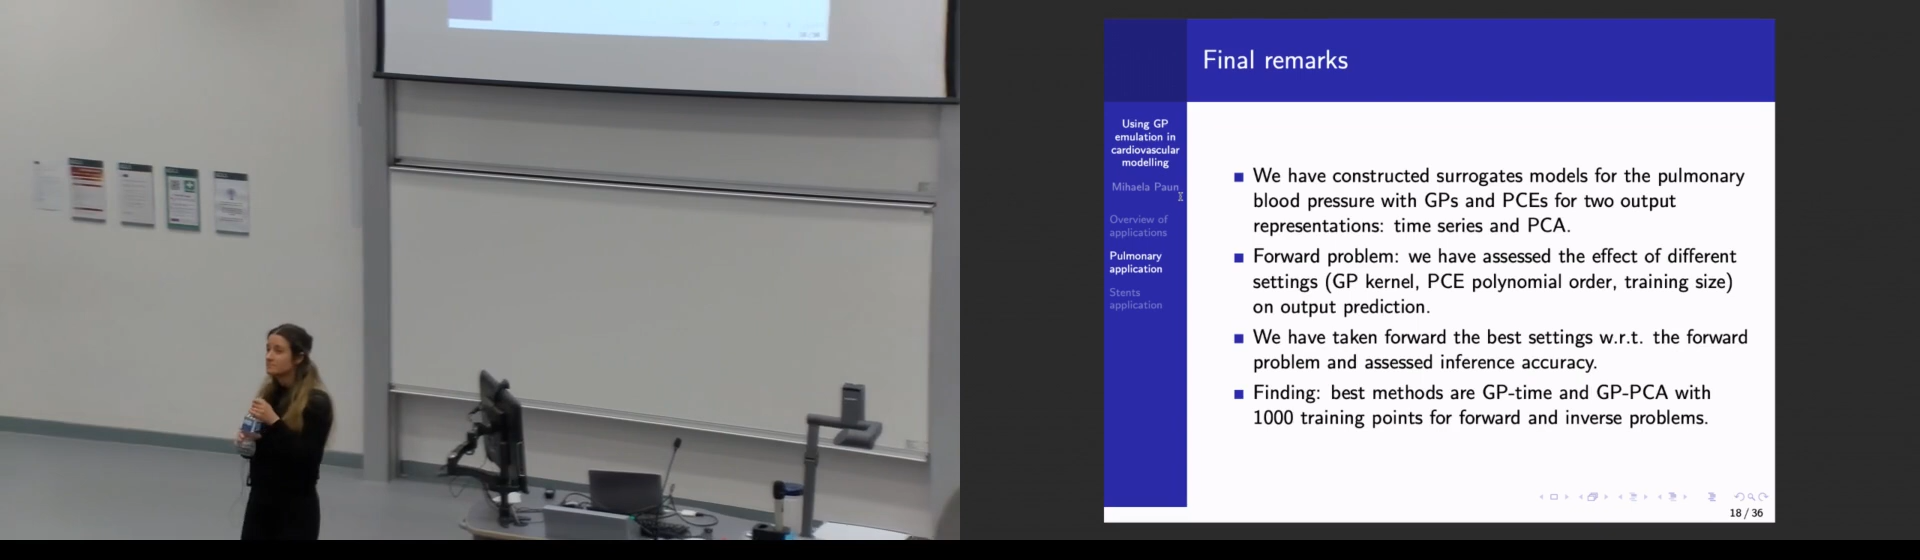 Final remarks
Using GP
emulation in
cardiovascular
modelling
Mihaela Paun
Overview of
applications
Pulmonary
application
Stents
application
We have constructed surrogates models for the pulmonary
blood pressure with GPs and PCEs for two output
representations: time series and PCA.
Forward problem: we have assessed the effect of different
settings (GP kernel, PCE polynomial order, training size)
on output prediction.
We have taken forward the best settings w.r.t. the forward
problem and assessed inference accuracy.
Finding: best methods are GP-time and GP-PCA with
1000 training points for forward and inverse problems.
18 / 36